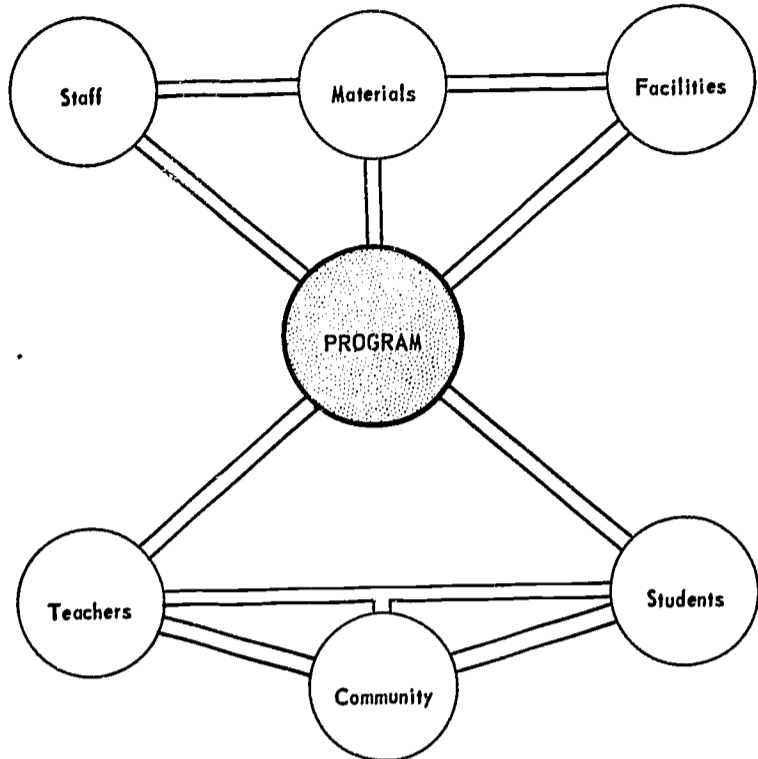 Staff
Materials
Facilities
PROGRAM
Teachers
Students
Community